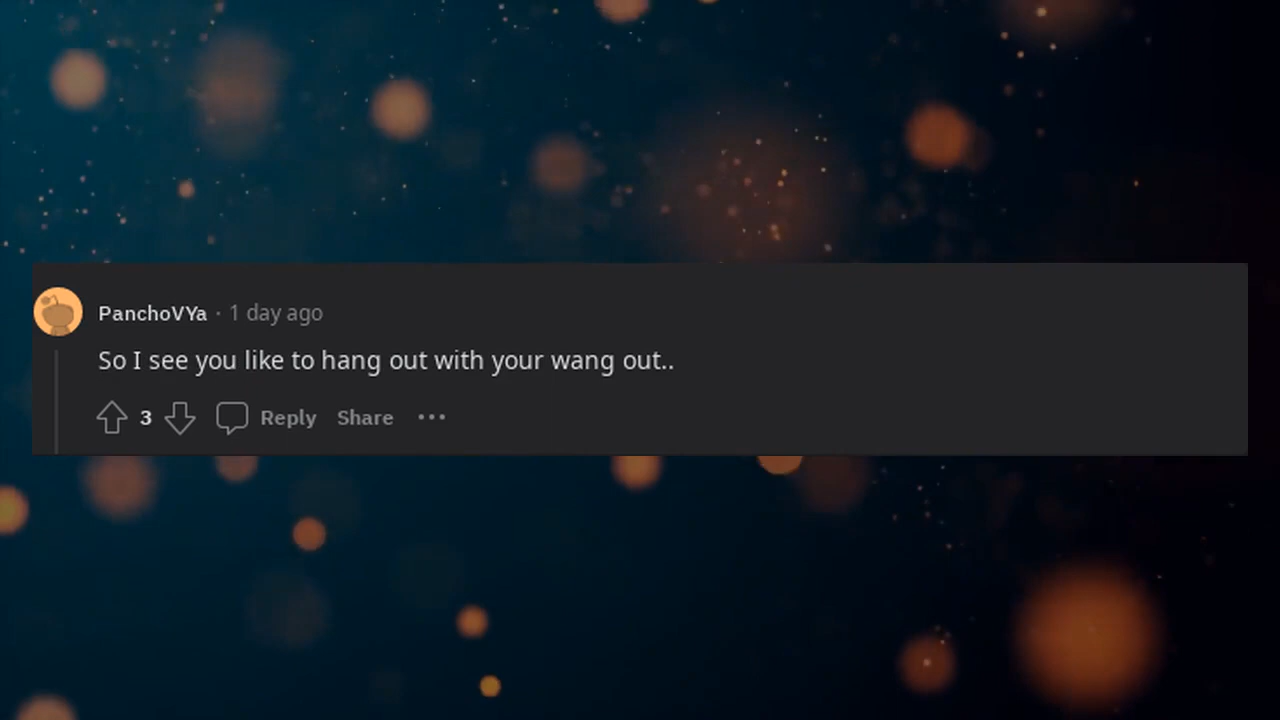 PanchoVYa · 1 day ago
So I see you like to hang out with your wang out..
3 Reply Share ···